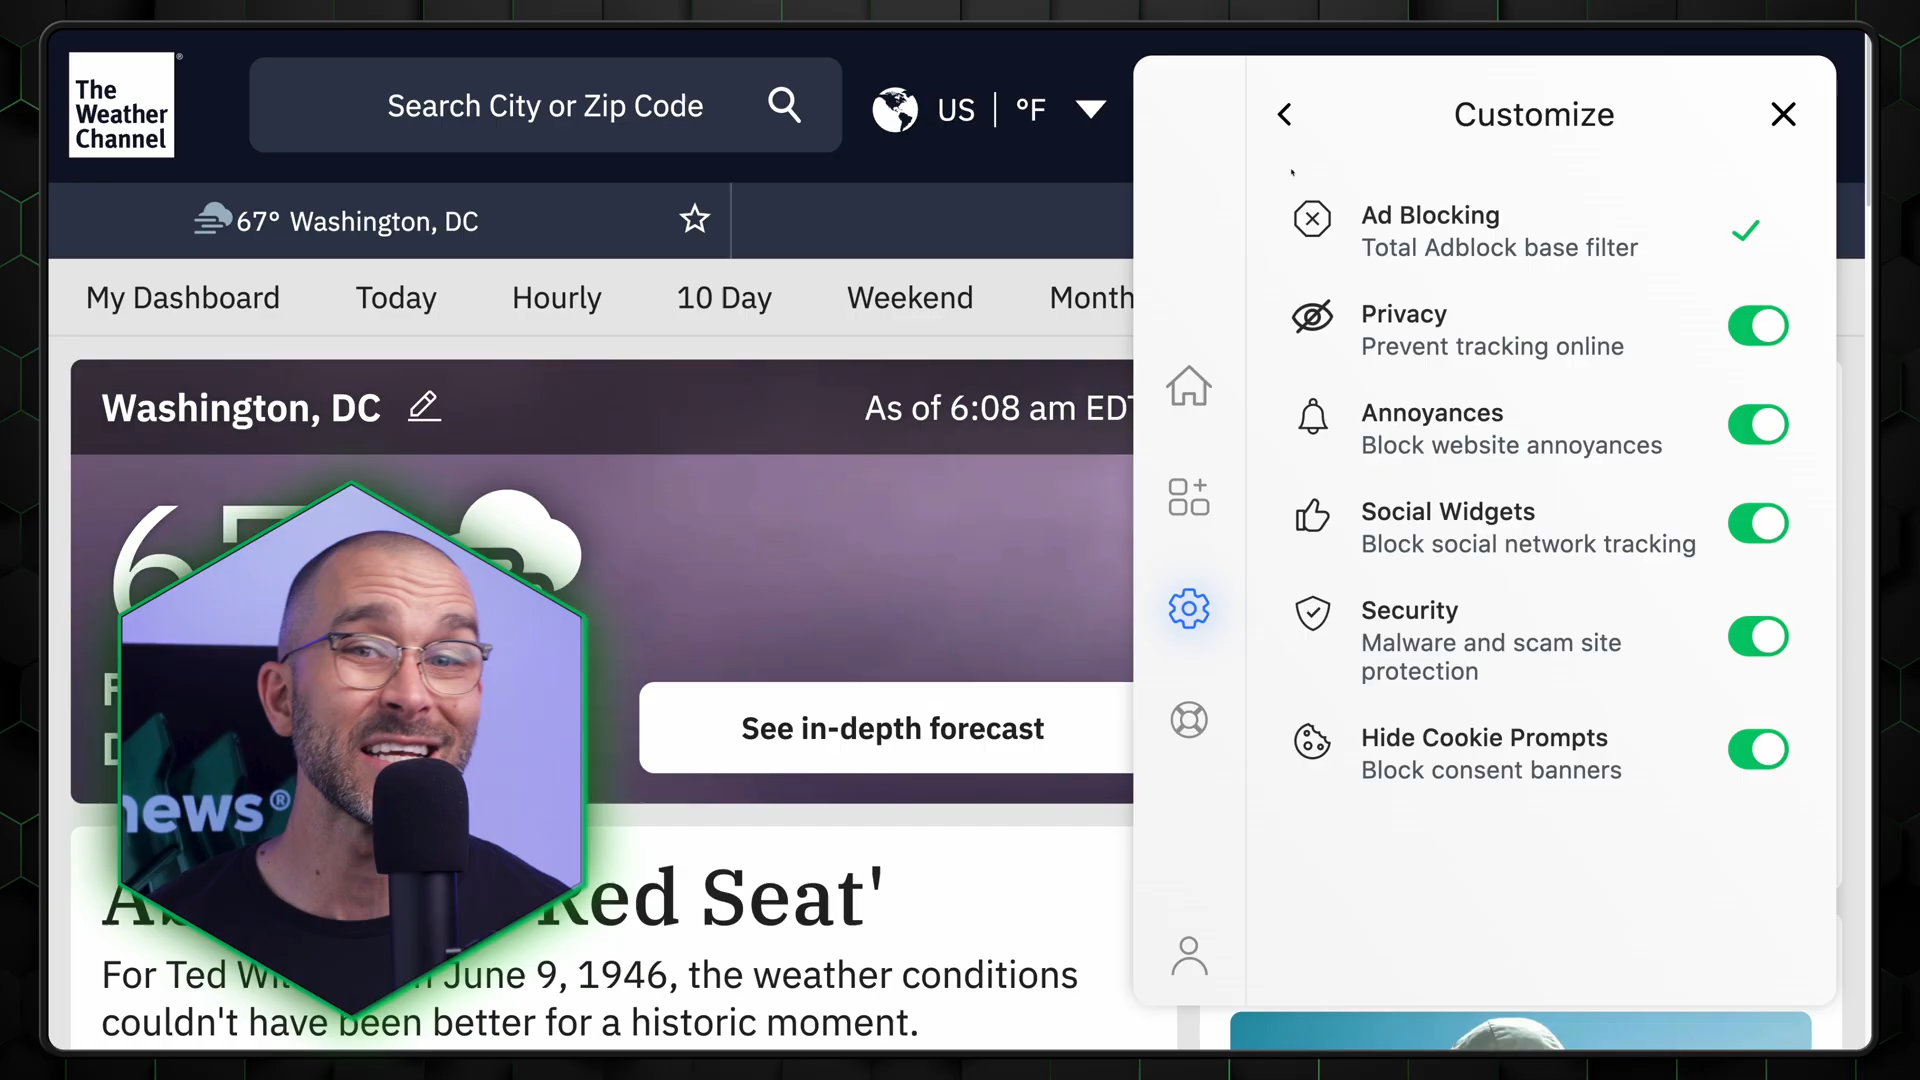 The
Weather
Channel
®
Search City or Zip Code
US
°F
67° Washington, DC
My Dashboard
Today
Hourly
10 Day
Weekend
Month
Washington, DC
As of 6:08 am EDT
See in-depth forecast
news®
Red Seat'
For Ted June 9, 1946, the weather conditions
couldn't have been better for a historic moment.
Customize
Ad Blocking
Total Adblock base filter
Privacy
Prevent tracking online
Annoyances
Block website annoyances
Social Widgets
Block social network tracking
Security
Malware and scam site
protection
Hide Cookie Prompts
Block consent banners